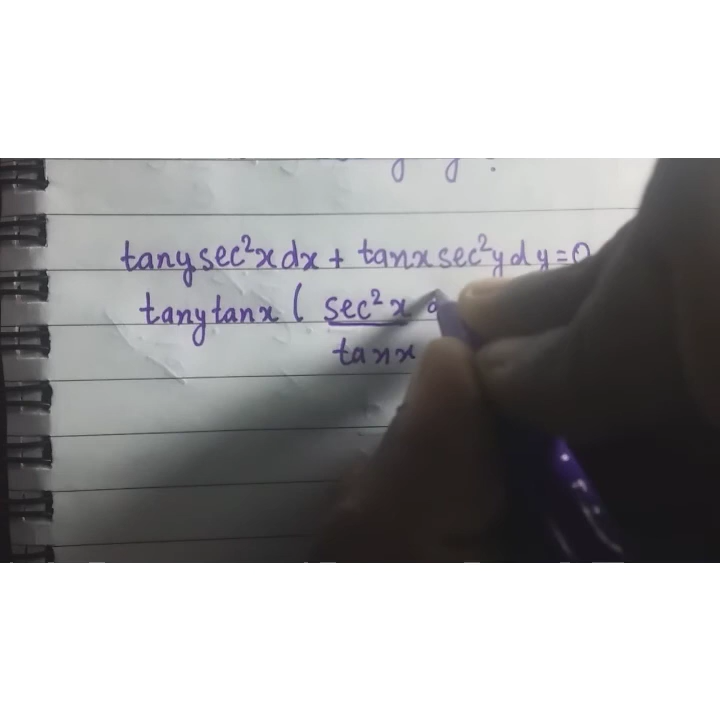 tany sec²x dx + tanx sec²y dy = 0
tany tanx ( sec²x
tanx